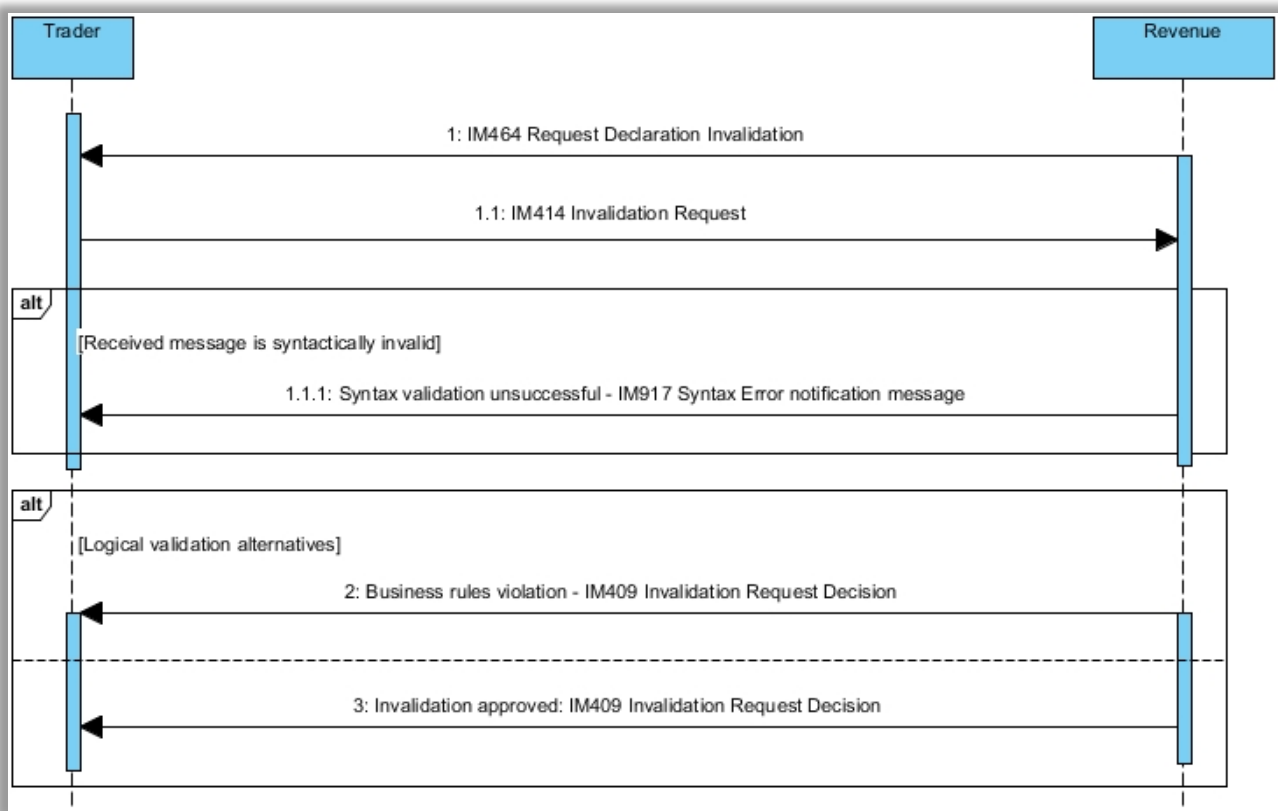 Trader
Revenue
1: IM464 Request Declaration Invalidation
1.1: IM414 Invalidation Request
alt
[Received message is syntactically invalid]
1.1.1: Syntax validation unsuccessful - IM917 Syntax Error notification message
alt
[Logical validation alternatives]
2: Business rules violation - IM409 Invalidation Request Decision
3: Invalidation approved: IM409 Invalidation Request Decision